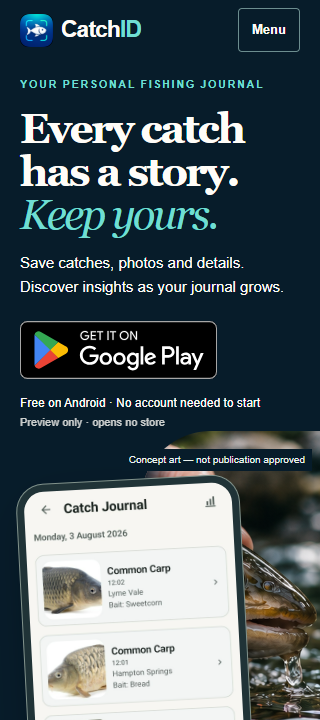 CatchID
Menu
YOUR PERSONAL FISHING JOURNAL
Every catch
has a story.
Keep yours.
Save catches, photos and details.
Discover insights as your journal grows.
GET IT ON
Google Play
Free on Android · No account needed to start
Preview only · opens no store
Concept art — not publication approved
Catch Journal
Monday, 3 August 2026
Common Carp
12:02
Lyme Vale
Bait: Sweetcorn
Common Carp
12:01
Hampton Springs
Bait: Bread